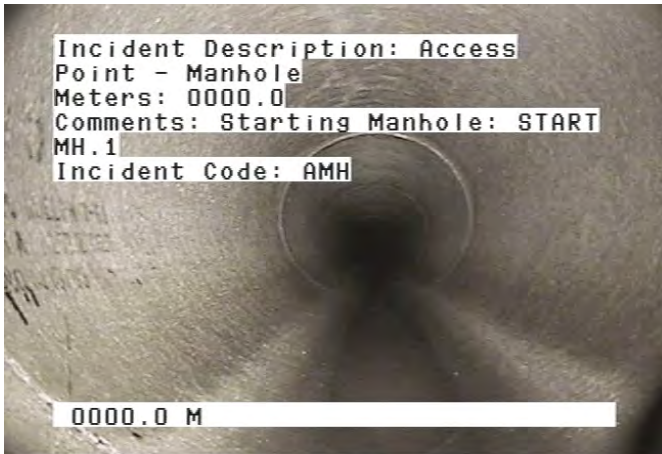 Incident Description: Access
Point - Manhole
Meters: 0000.0
Comments: Starting Manhole: START
MH.1
Incident Code: AMH
0000.0 M